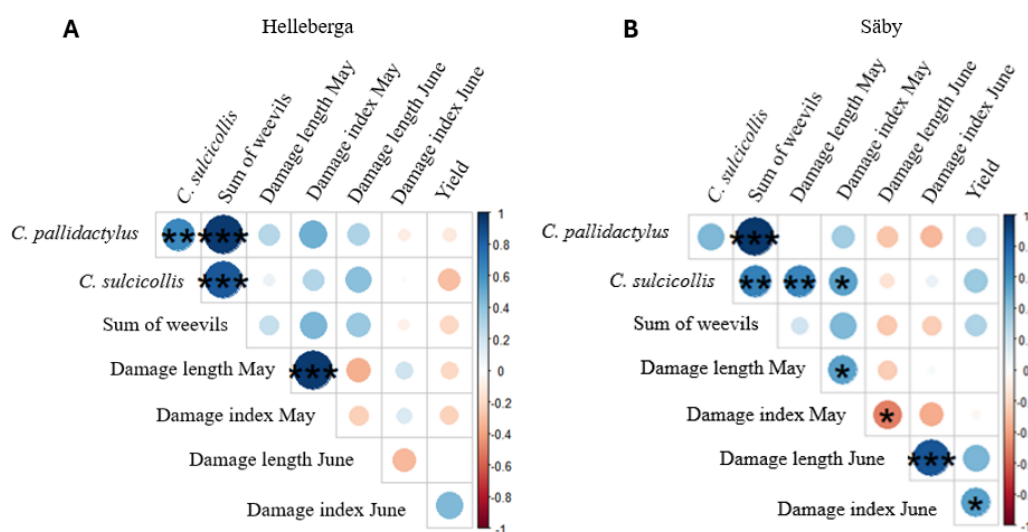 A
Helleberga
C. sulcicollis
Sum of weevils
Damage length May
Damage index May
Damage length June
Damage index June
Yield
C. pallidactylus ** ***
C. sulcicollis ***
Sum of weevils
Damage length May ***
Damage index May
Damage length June
Damage index June
1
0.8
0.6
0.4
0.2
0
-0.2
-0.4
-0.6
-0.8
-1
B
Säby
C. sulcicollis
Sum of weevils
Damage length May
Damage index May
Damage length June
Damage index June
Yield
C. pallidactylus ***
C. sulcicollis ** ** *
Sum of weevils
Damage length May *
Damage index May *
Damage length June ***
Damage index June *